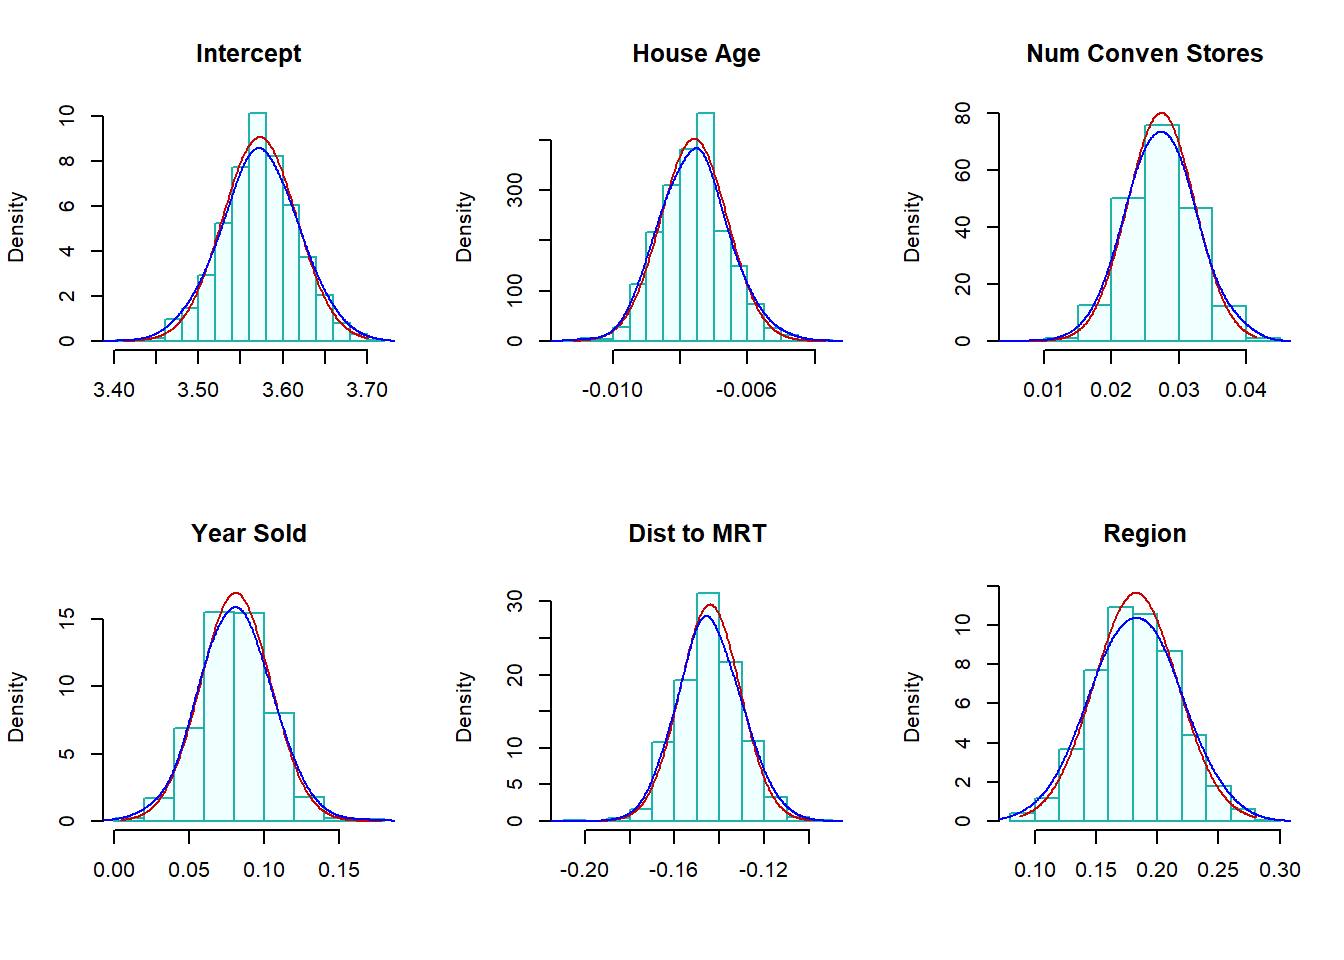 Intercept
Density
0 2 4 6 8 10
3.40 3.50 3.60 3.70
House Age
Density
0 100 300
-0.010 -0.006
Num Conven Stores
Density
0 20 40 60 80
0.01 0.02 0.03 0.04
Year Sold
Density
0 5 10 15
0.00 0.05 0.10 0.15
Dist to MRT
Density
0 5 10 20 30
-0.20 -0.16 -0.12
Region
Density
0 2 4 6 8 10
0.10 0.15 0.20 0.25 0.30